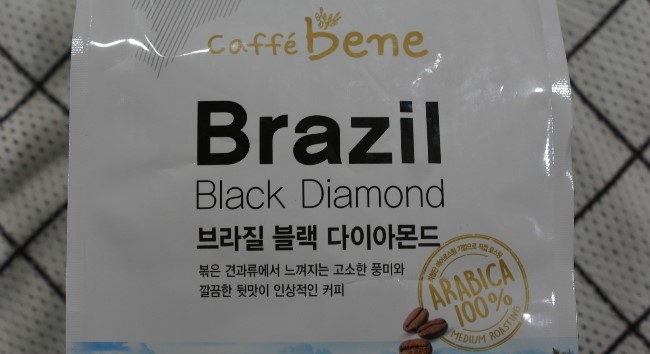 caffé bene
Brazil
Black Diamond
브라질 블랙 다이아몬드
볶은 견과류에서 느껴지는 고소한 풍미와
깔끔한 뒷맛이 인상적인 커피
ARABICA
100%
MEDIUM ROASTING